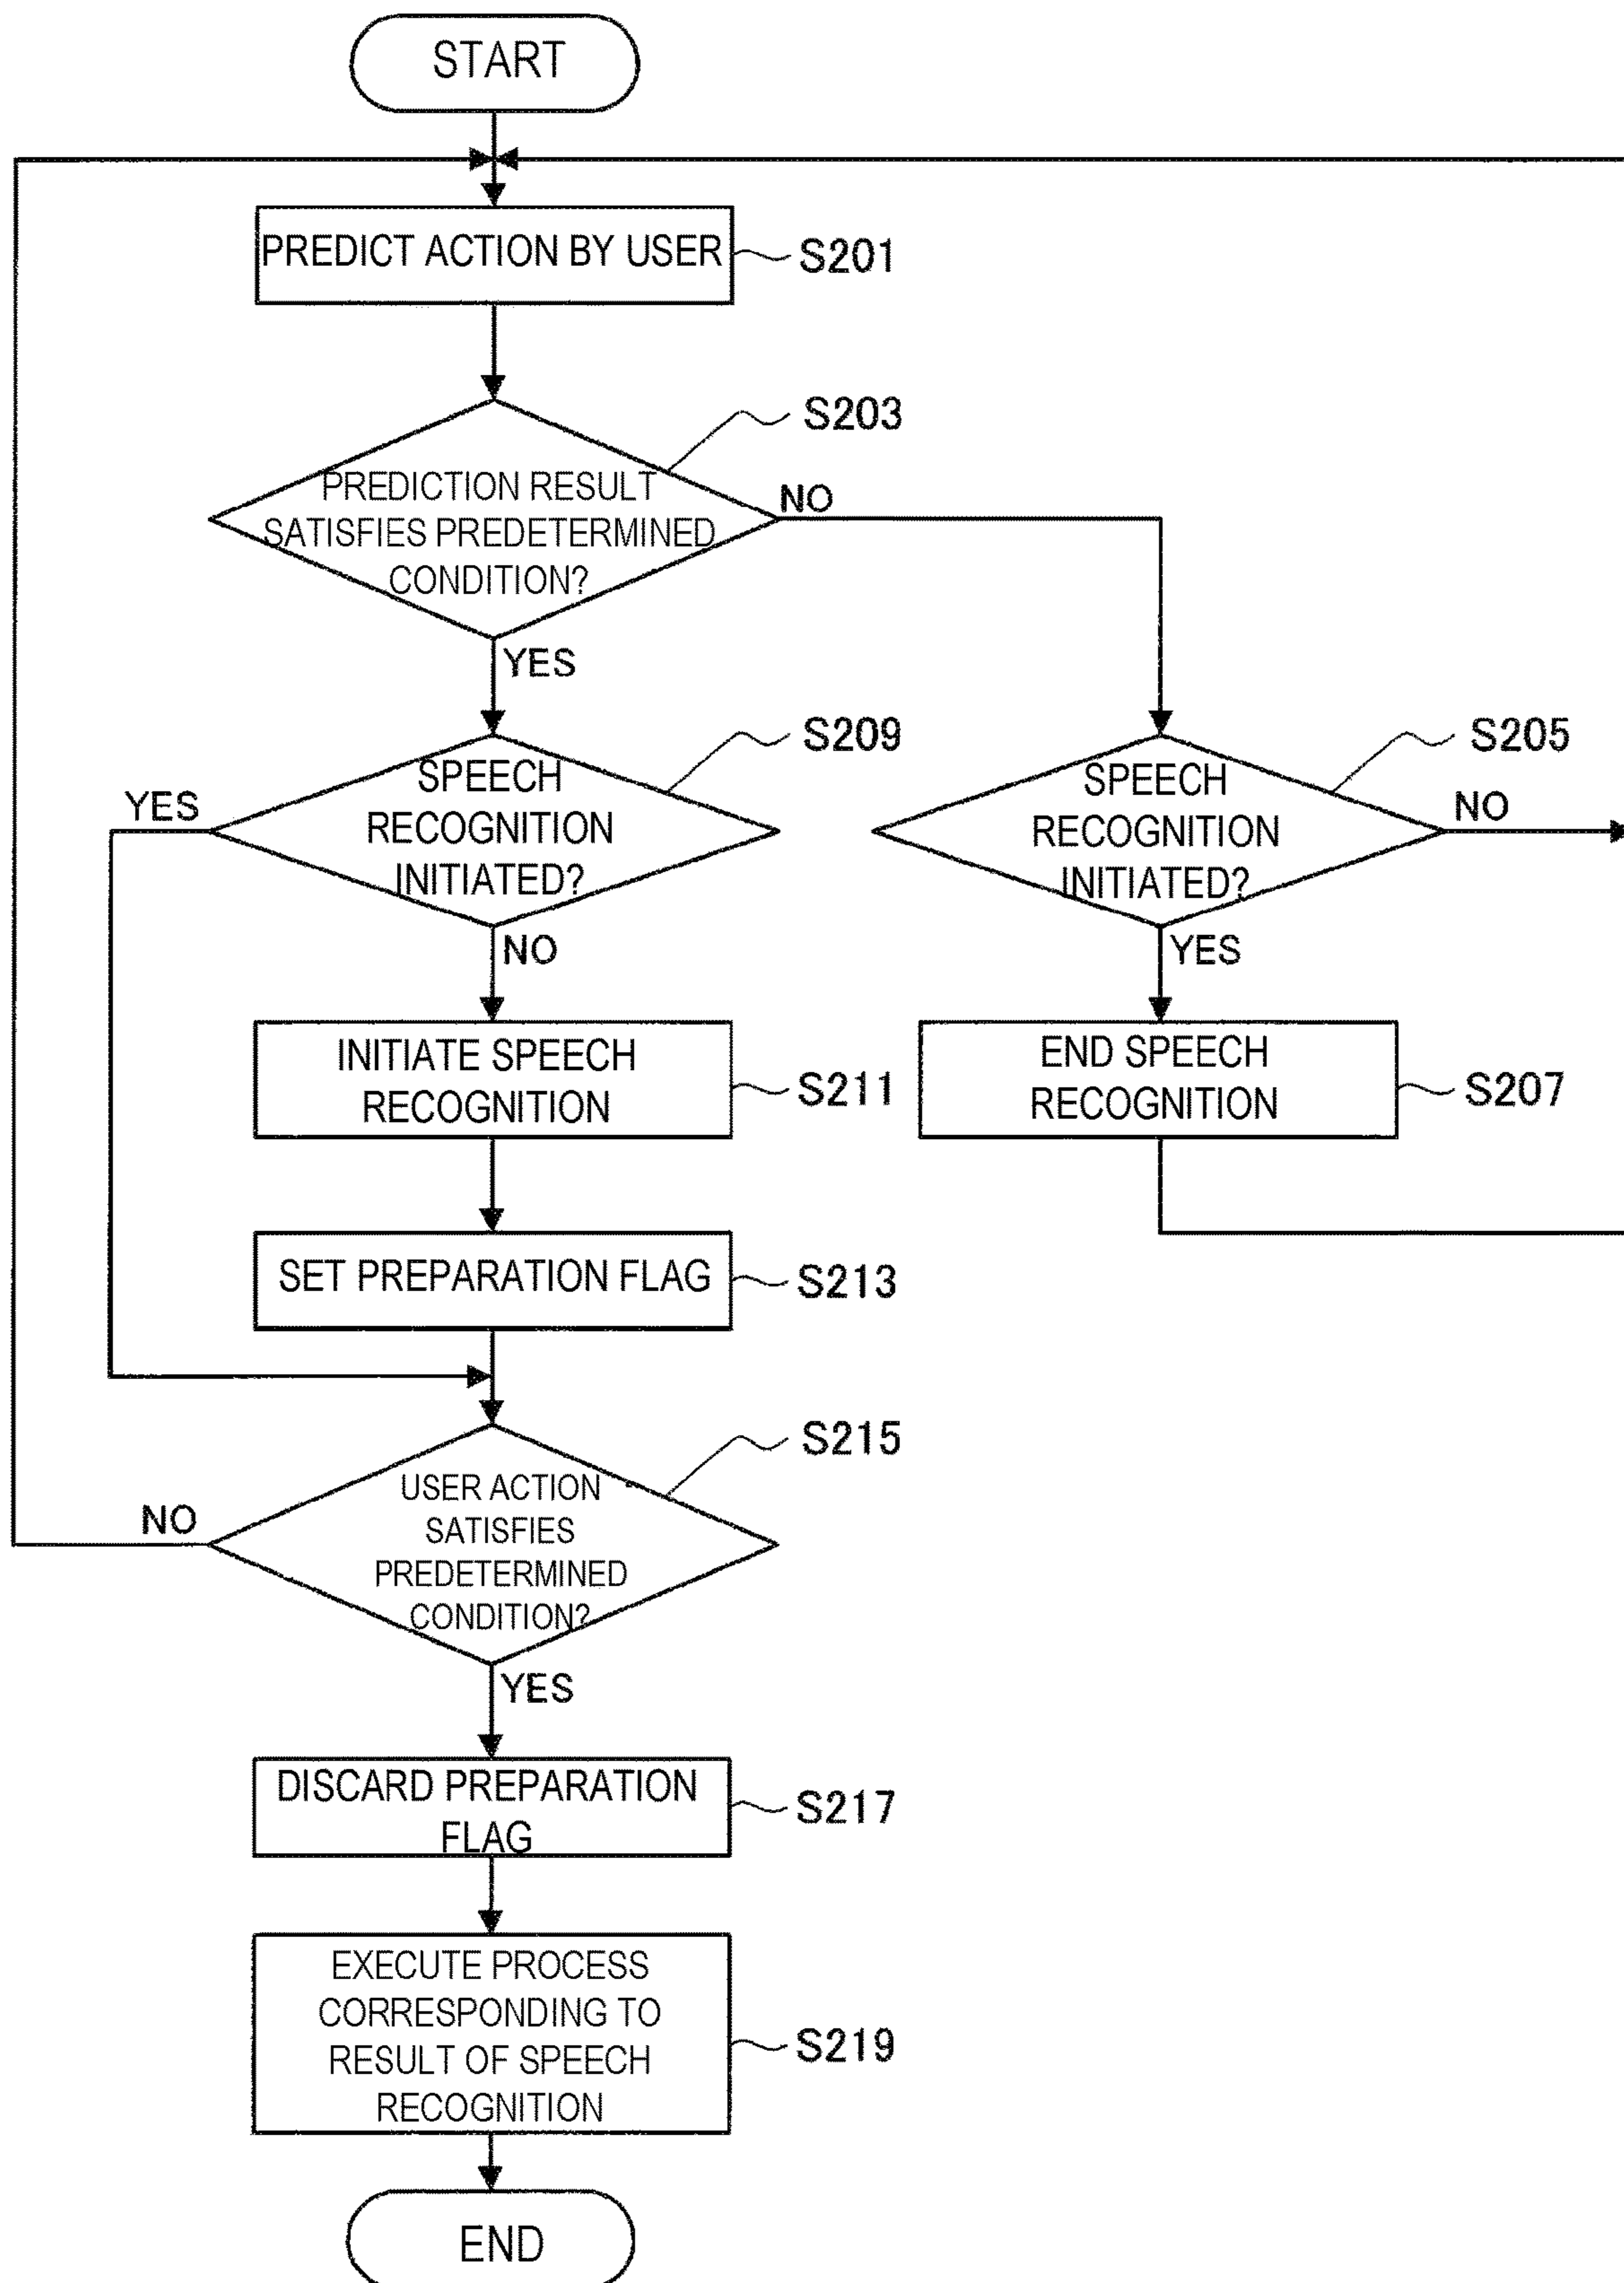 START
PREDICT ACTION BY USER
S201
S203
PREDICTION RESULT
SATISFIES PREDETERMINED
CONDITION?
NO
YES
S209
SPEECH
RECOGNITION
INITIATED?
YES
NO
S205
SPEECH
RECOGNITION
INITIATED?
NO
YES
INITIATE SPEECH
RECOGNITION
S211
END SPEECH
RECOGNITION
S207
SET PREPARATION FLAG
S213
S215
USER ACTION
SATISFIES
PREDETERMINED
CONDITION?
NO
YES
DISCARD PREPARATION
FLAG
S217
EXECUTE PROCESS
CORRESPONDING TO
RESULT OF SPEECH
RECOGNITION
S219
END